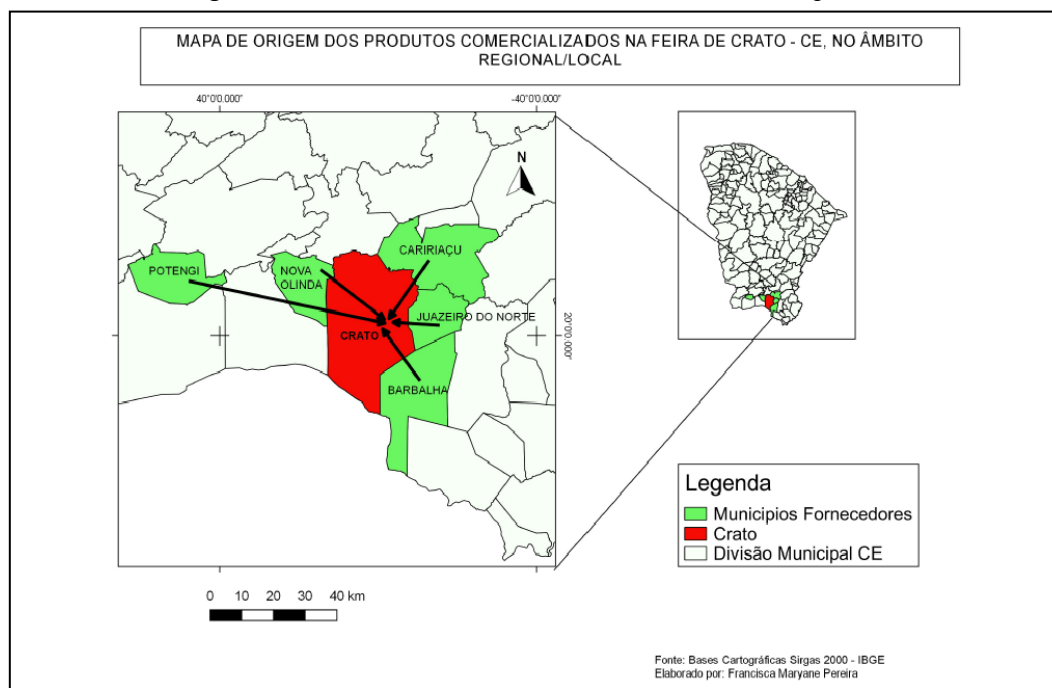 MAPA DE ORIGEM DOS PRODUTOS COMERCIALIZADOS NA FEIRA DE CRATO - CE, NO ÂMBITO
REGIONAL/LOCAL
40°0'0.000"
-40°0'0.000"
N
CARIRIAÇU
POTENGI
NOVA
OLINDA
JUAZEIRO DO NORTE
CRATO
20°0'0.000"
BARBALHA
Legenda
Municipios Fornecedores
Crato
Divisão Municipal CE
0 10 20 30 40 km
Fonte: Bases Cartográficas Sirgas 2000 - IBGE
Elaborado por: Francisca Maryane Pereira